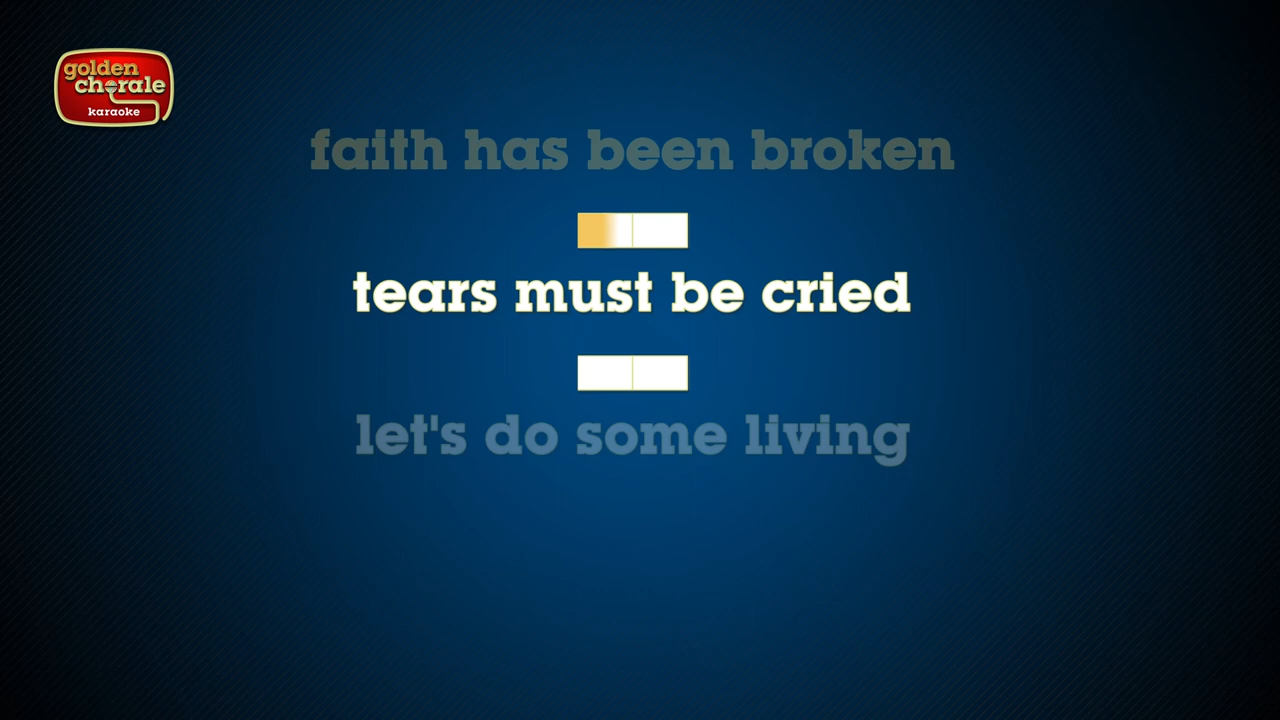 golden
chorale
karaoke
faith has been broken
tears must be cried
let's do some living